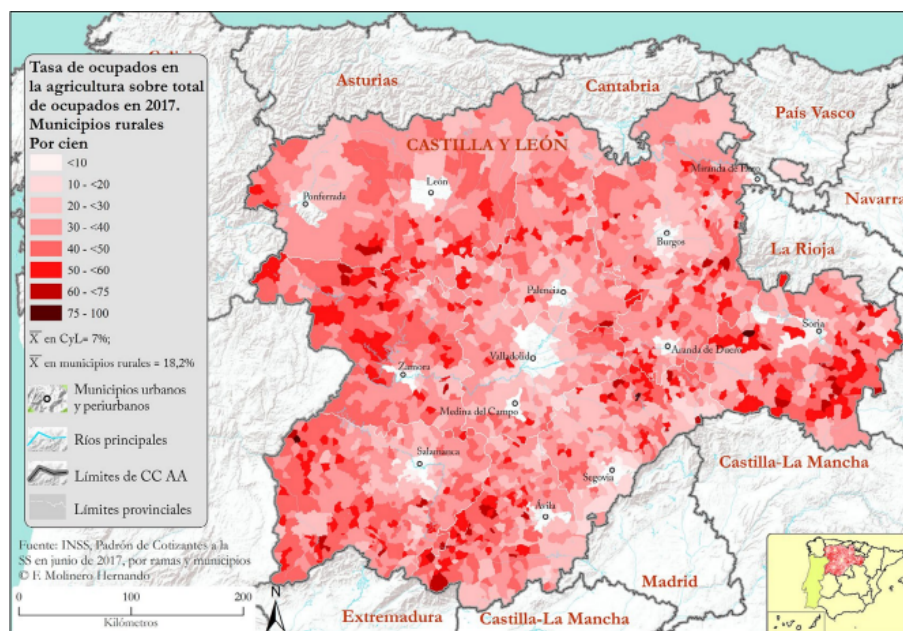 Tasa de ocupados en
la agricultura sobre total
de ocupados en 2017.
Municipios rurales
Por cien
<10
10 - <20
20 - <30
30 - <40
40 - <50
50 - <60
60 - <75
75 - 100
X̅ en CyL= 7%;
X̅ en municipios rurales = 18,2%
Municipios urbanos
y periurbanos
Ríos principales
Límites de CC AA
Límites provinciales
Fuente: INSS, Padrón de Cotizantes a la
SS en junio de 2017, por ramas y municipios
© F. Molinero Hernando
0 100 200
Kilómetros
N
Asturias
Cantabria
País Vasco
CASTILLA Y LEÓN
Miranda de Ebro
León
Ponferrada
Navarra
Burgos
La Rioja
Palencia
Soria
Valladolid
Aranda de Duero
Zamora
Medina del Campo
Salamanca
Segovia
Castilla-La Mancha
Ávila
Madrid
Extremadura
Castilla-La Mancha